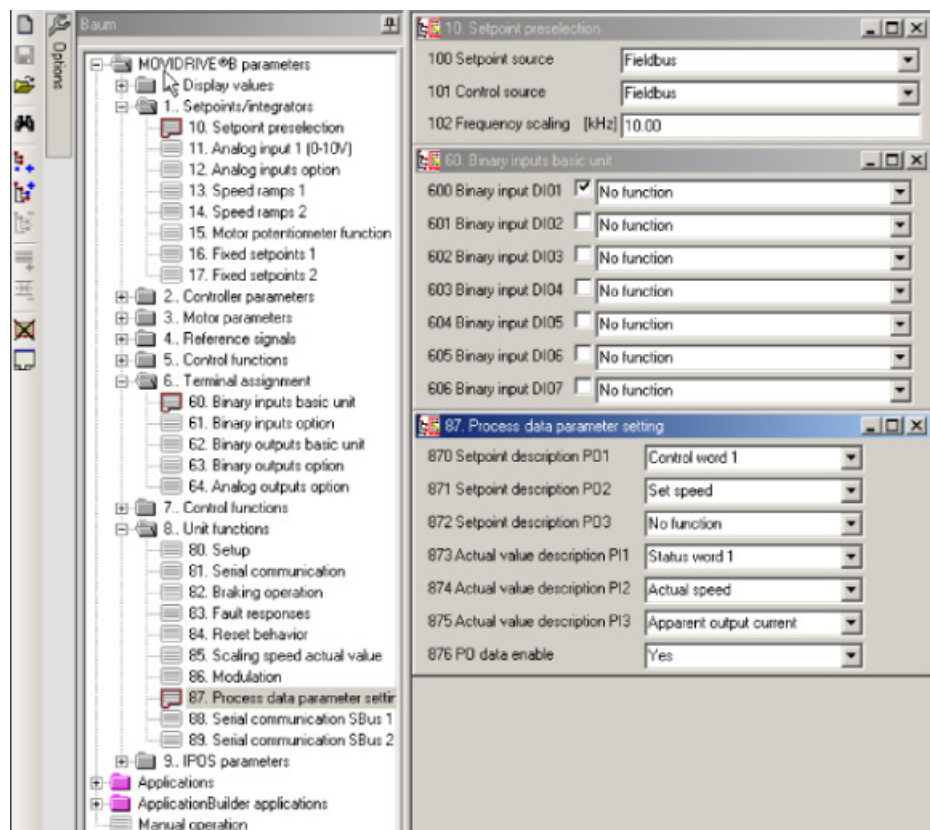 Options
Baum
MOVIDRIVE®B parameters
Display values
1.. Setpoints/integrators
10. Setpoint preselection
11. Analog input 1 (0-10V)
12. Analog inputs option
13. Speed ramps 1
14. Speed ramps 2
15. Motor potentiometer function
16. Fixed setpoints 1
17. Fixed setpoints 2
2.. Controller parameters
3.. Motor parameters
4.. Reference signals
5.. Control functions
6.. Terminal assignment
60. Binary inputs basic unit
61. Binary inputs option
62. Binary outputs basic unit
63. Binary outputs option
64. Analog outputs option
7.. Control functions
8.. Unit functions
80. Setup
81. Serial communication
82. Braking operation
83. Fault responses
84. Reset behavior
85. Scaling speed actual value
86. Modulation
87. Process data parameter settin
88. Serial communication SBus 1
89. Serial communication SBus 2
9.. IPOS parameters
Applications
ApplicationBuilder applications
Manual operation
10. Setpoint preselection
100 Setpoint source Fieldbus
101 Control source Fieldbus
102 Frequency scaling [kHz] 10.00
60. Binary inputs basic unit
600 Binary input DI01 No function
601 Binary input DI02 No function
602 Binary input DI03 No function
603 Binary input DI04 No function
604 Binary input DI05 No function
605 Binary input DI06 No function
606 Binary input DI07 No function
87. Process data parameter setting
870 Setpoint description PO1 Control word 1
871 Setpoint description PO2 Set speed
872 Setpoint description PO3 No function
873 Actual value description PI1 Status word 1
874 Actual value description PI2 Actual speed
875 Actual value description PI3 Apparent output current
876 PO data enable Yes